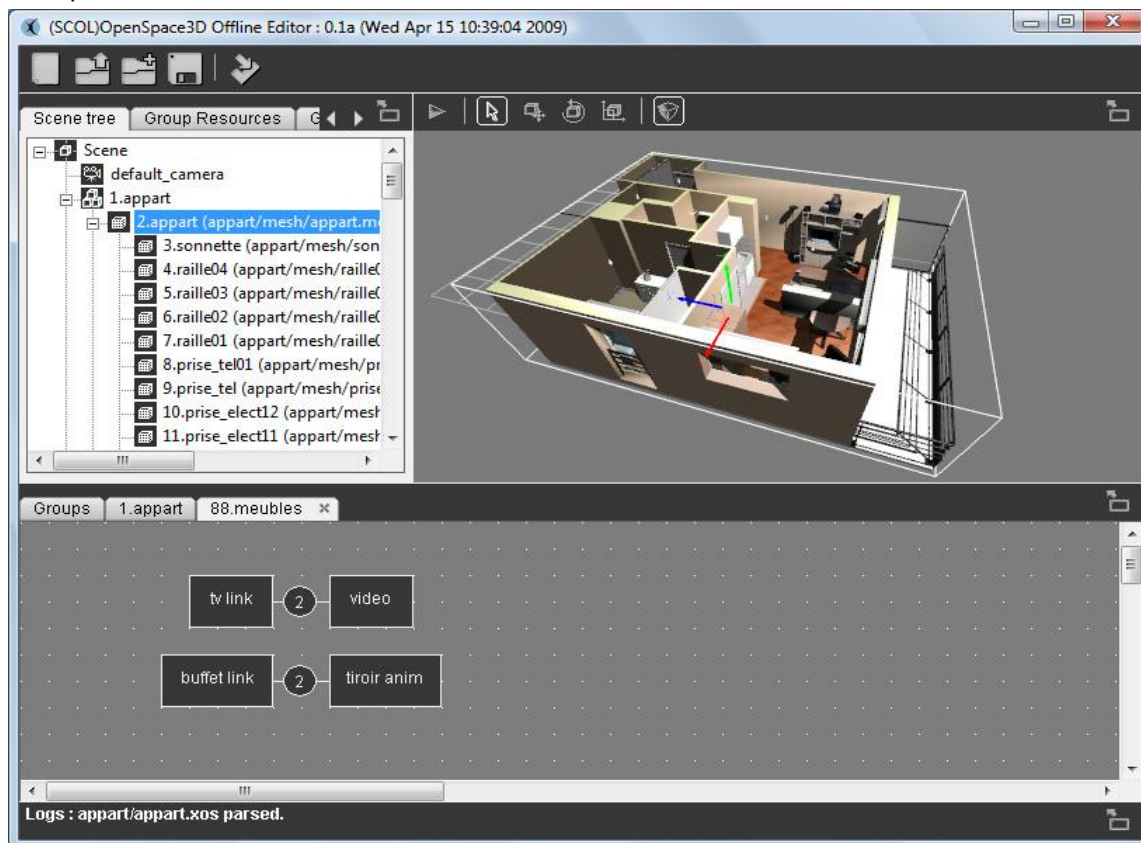 (SCOL)OpenSpace3D Offline Editor : 0.1a (Wed Apr 15 10:39:04 2009)
Scene tree Group Resources
Scene
default_camera
1.appart
2.appart (appart/mesh/appart.m
3.sonnette (appart/mesh/son
4.raille04 (appart/mesh/raille
5.raille03 (appart/mesh/raille
6.raille02 (appart/mesh/raille
7.raille01 (appart/mesh/raille
8.prise_tel01 (appart/mesh/p
9.prise_tel (appart/mesh/prise
10.prise_elect12 (appart/mes
11.prise_elect11 (appart/mes
Groups 1.appart 88.meubles
tv link 2 video
buffet link 2 tiroir anim
Logs : appart/appart.xos parsed.